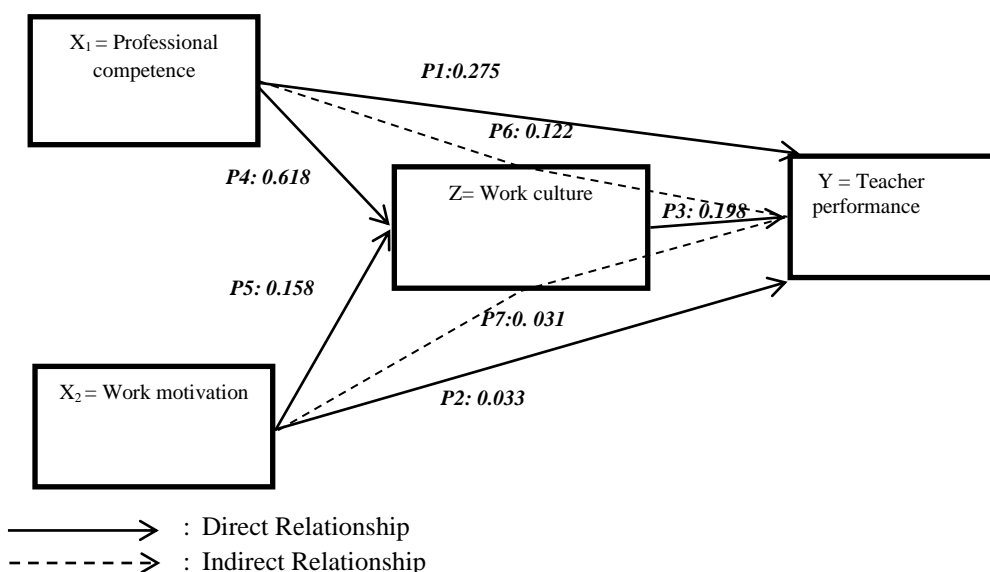 X₁ = Professional
competence
P1:0.275
P6: 0.122
P4: 0.618
Z= Work culture
P3: 0.198
Y = Teacher
performance
P5: 0.158
P7:0. 031
X₂ = Work motivation
P2: 0.033
: Direct Relationship
: Indirect Relationship